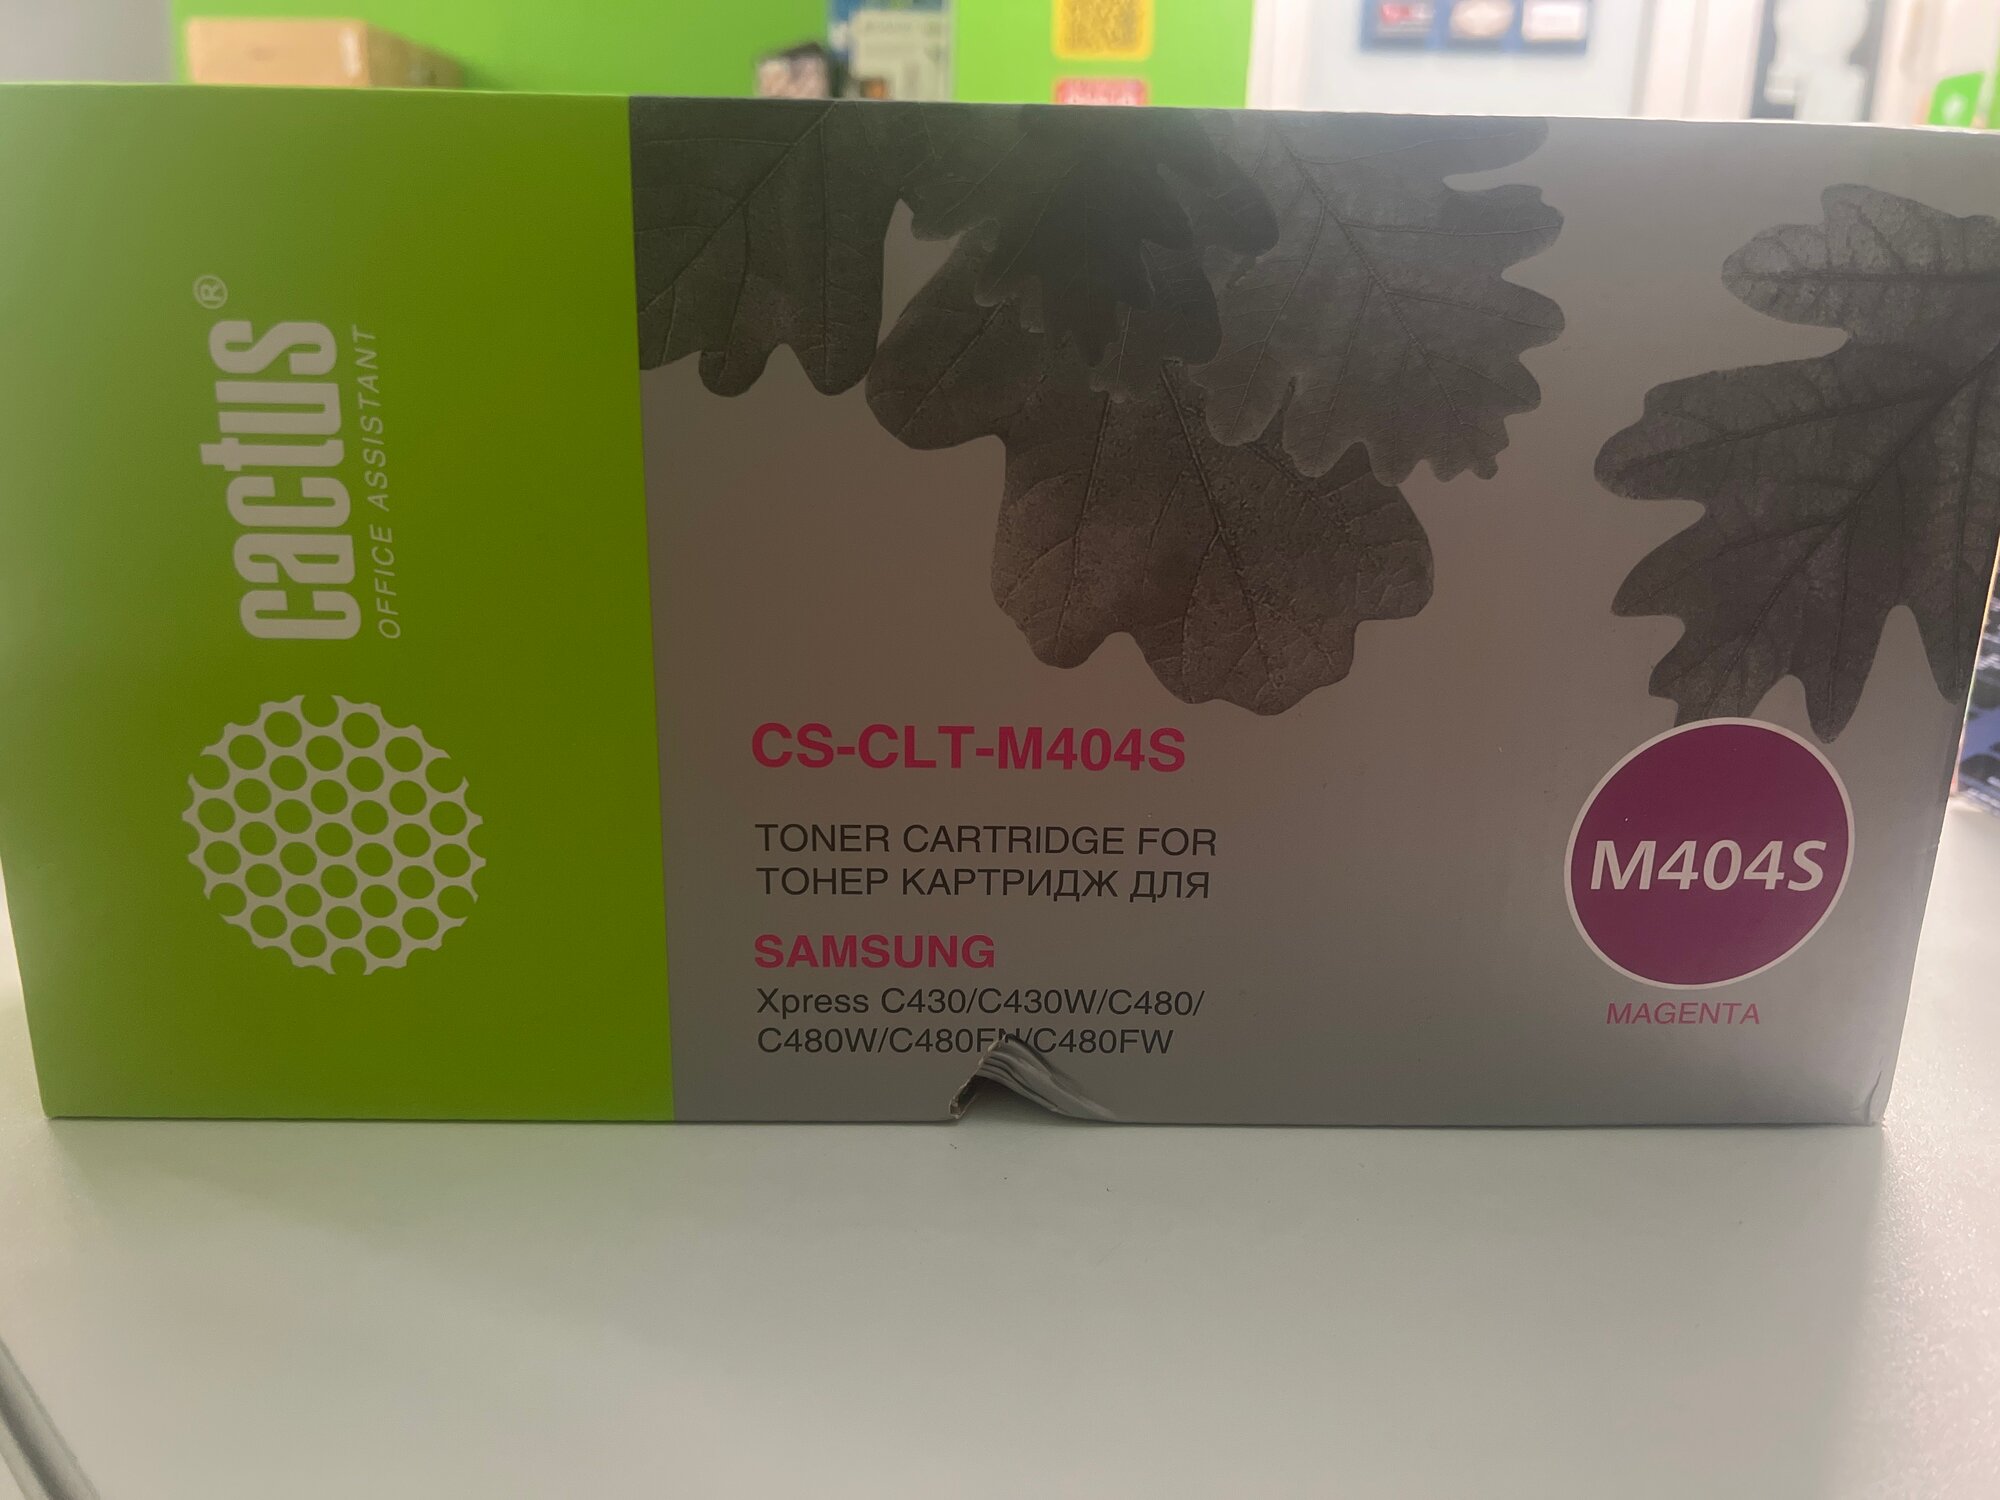 cactus®
OFFICE ASSISTANT
CS-CLT-M404S
TONER CARTRIDGE FOR
ТОНЕР КАРТРИДЖ ДЛЯ
SAMSUNG
Xpress C430/C430W/C480/
C480W/C480FN/C480FW
M404S
MAGENTA